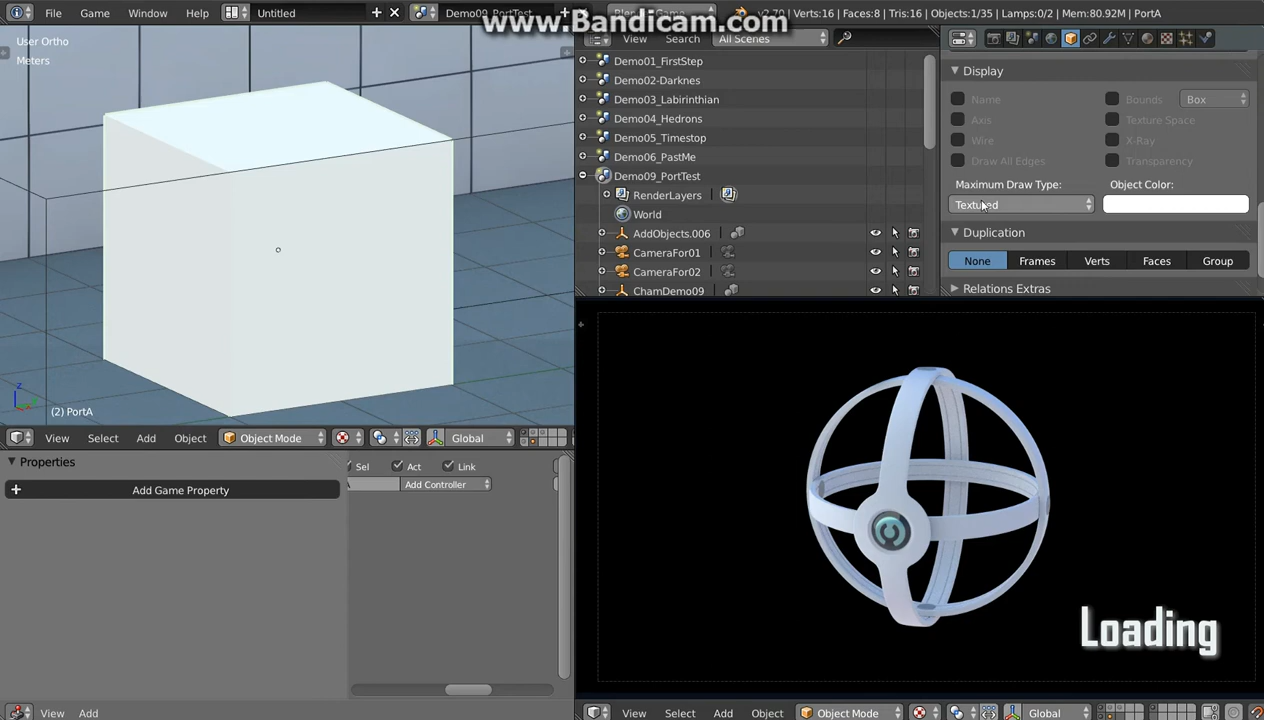 File Game Window Help Untitled Demo09_PortTest v2.70 | Verts:16 | Faces:8 | Tris:16 | Objects:1/35 | Lamps:0/2 | Mem:80.92M | PortA
www.Bandicam.com
User Ortho
Meters
(2) PortA
View Select Add Object Object Mode Global
View Search All Scenes
Demo01_FirstStep
Demo02-Darknes
Demo03_Labirinthian
Demo04_Hedrons
Demo05_Timestop
Demo06_PastMe
Demo09_PortTest
RenderLayers
World
AddObjects.006
CameraFor01
CameraFor02
ChamDemo09
Display
Name Bounds Box
Axis Texture Space
Wire X-Ray
Draw All Edges Transparency
Maximum Draw Type: Object Color:
Textured
Duplication
None Frames Verts Faces Group
Relations Extras
Properties
Add Game Property
Sel Act Link
Add Controller
View Add
Loading
View Select Add Object Object Mode Global